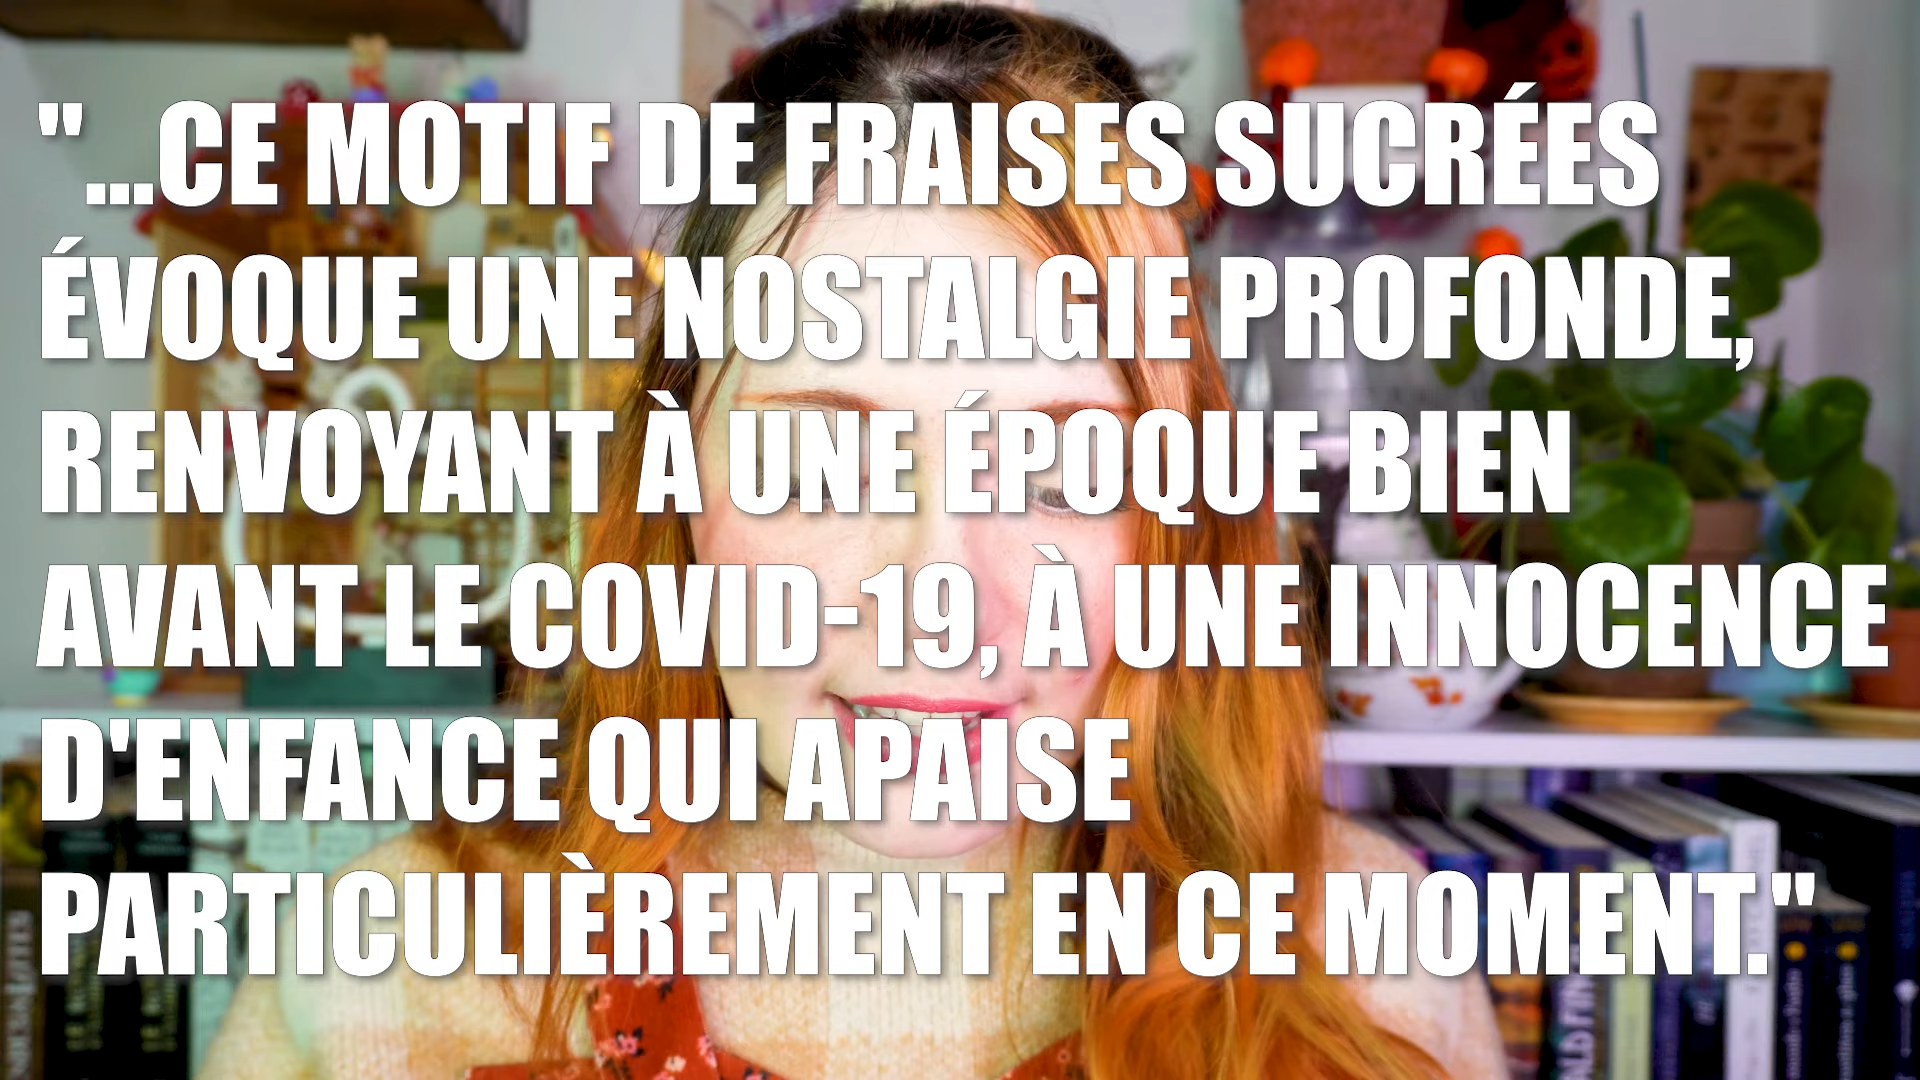 "...CE MOTIF DE FRAISES SUCRÉES
ÉVOQUE UNE NOSTALGIE PROFONDE,
RENVOYANT À UNE ÉPOQUE BIEN
AVANT LE COVID-19, À UNE INNOCENCE
D'ENFANCE QUI APAISE
PARTICULIÈREMENT EN CE MOMENT."